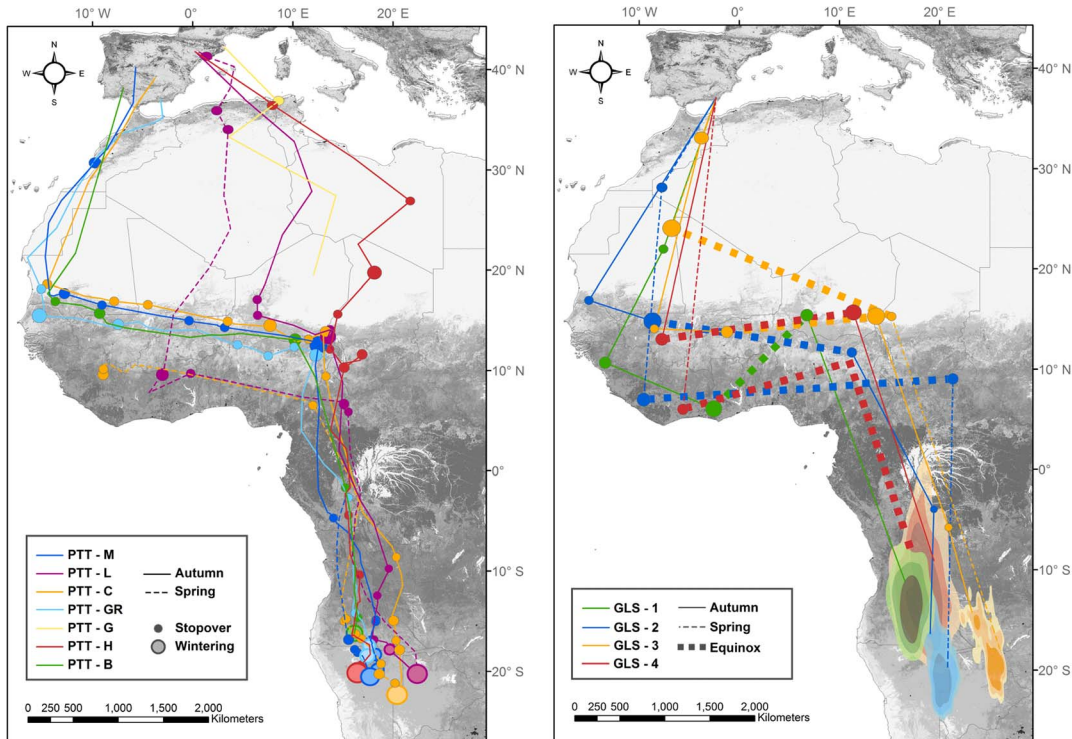 10° W 0° 10° E 20° E
N
W E
S
40° N
30° N
20° N
10° N
0°
10° S
20° S
PTT - M
PTT - L
PTT - C
PTT - GR
PTT - G
PTT - H
PTT - B
Autumn
Spring
Stopover
Wintering
0 250 500 1,000 1,500 2,000
Kilometers
10° W 0° 10° E 20° E
N
W E
S
40° N
30° N
20° N
10° N
0°
10° S
20° S
GLS - 1
GLS - 2
GLS - 3
GLS - 4
Autumn
Spring
Equinox
0 250 500 1,000 1,500 2,000
Kilometers